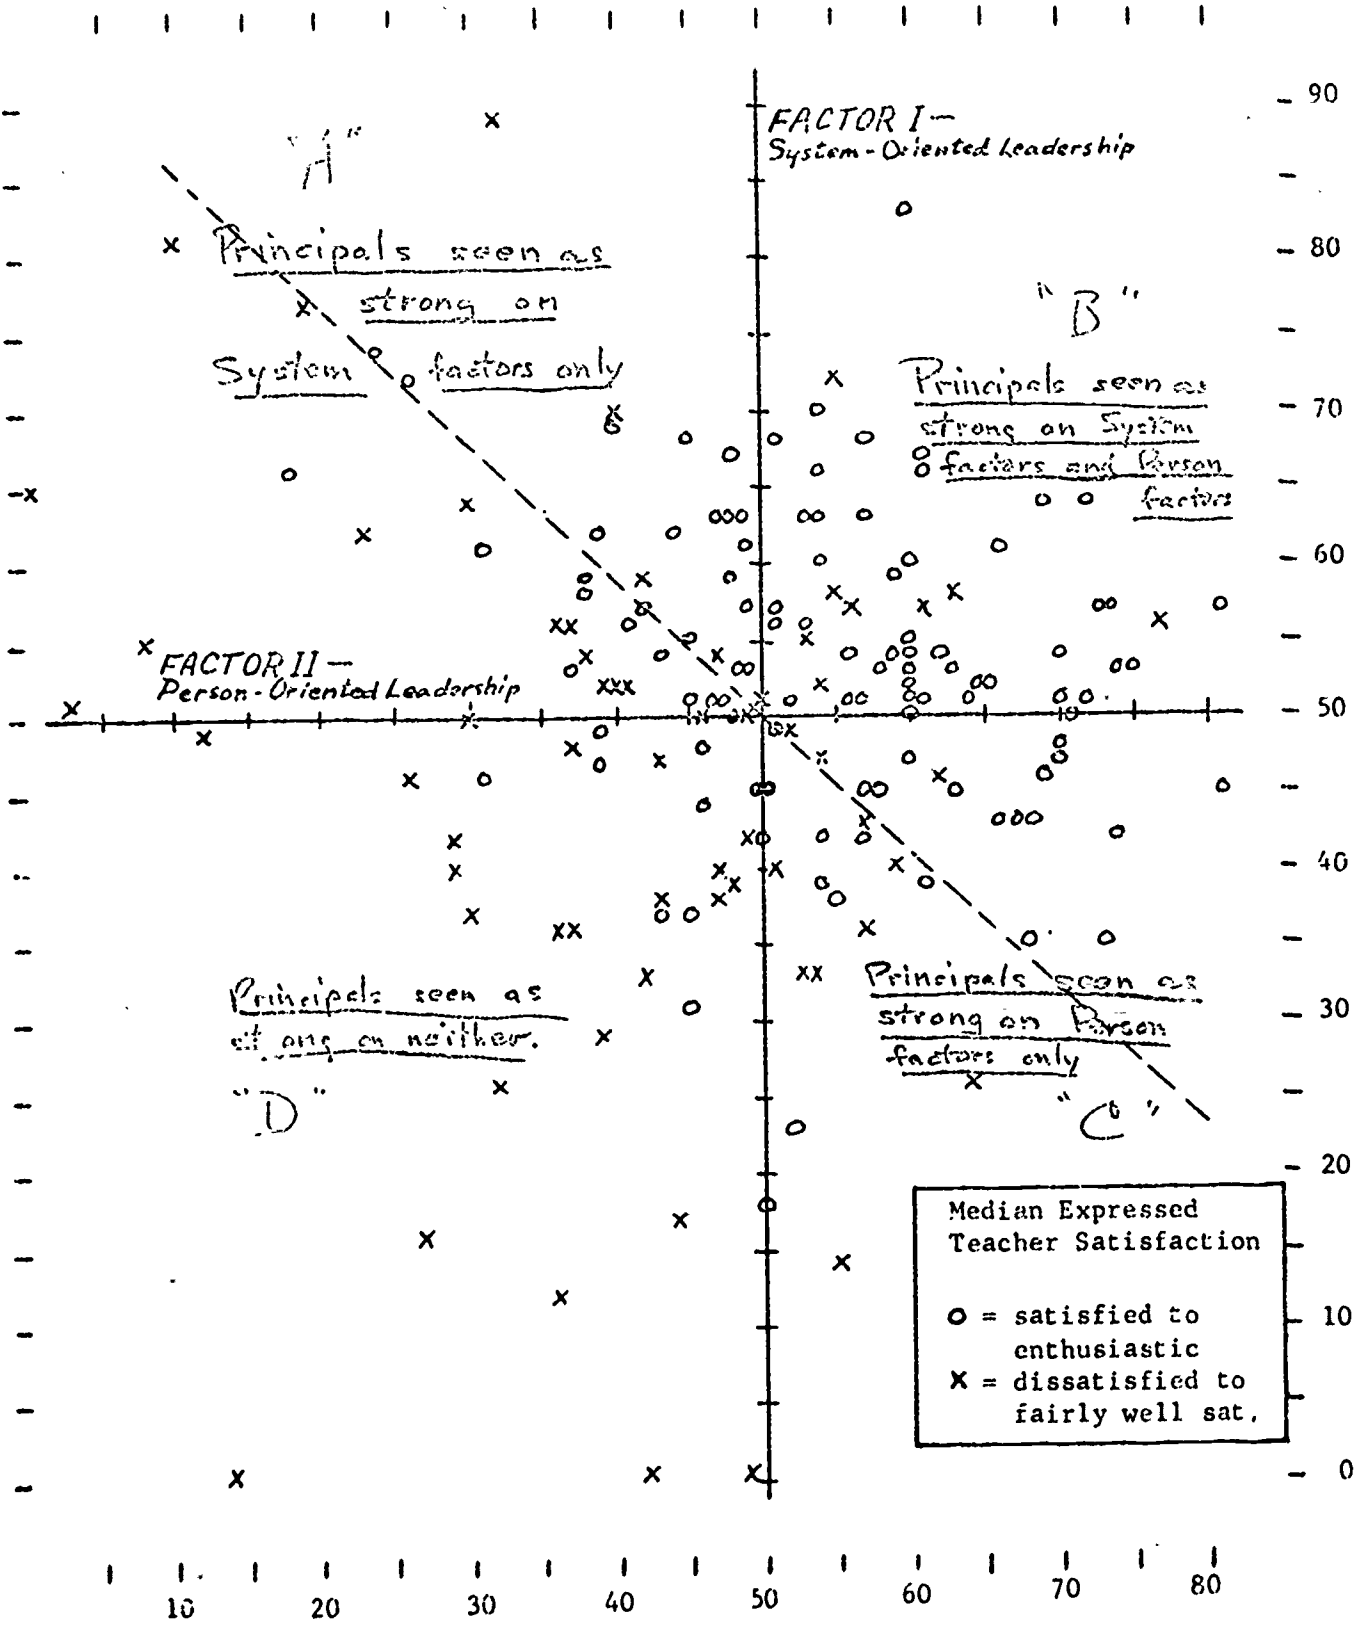 FACTOR I —
System-Oriented Leadership
"A"
Principals seen as
strong on
System factors only
"B"
Principals seen as
strong on System
factors and Person
factors
FACTOR II —
Person-Oriented Leadership
Principals seen as
strong on neither.
"D"
Principals seen as
strong on Person
factors only
"C"
Median Expressed
Teacher Satisfaction
O = satisfied to
enthusiastic
X = dissatisfied to
fairly well sat.
90
80
70
60
50
40
30
20
10
0
10 20 30 40 50 60 70 80